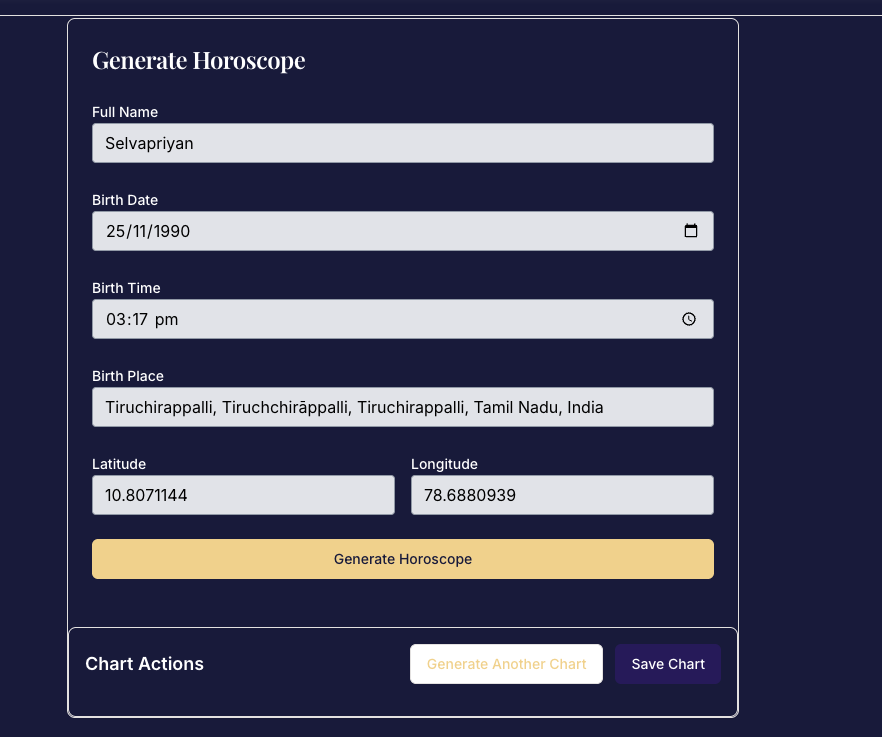 Generate Horoscope
Full Name
Selvapriyan
Birth Date
25/11/1990
Birth Time
03:17 pm
Birth Place
Tiruchirappalli, Tiruchchirāppalli, Tiruchirappalli, Tamil Nadu, India
Latitude
Longitude
10.8071144
78.6880939
Generate Horoscope
Chart Actions
Generate Another Chart
Save Chart